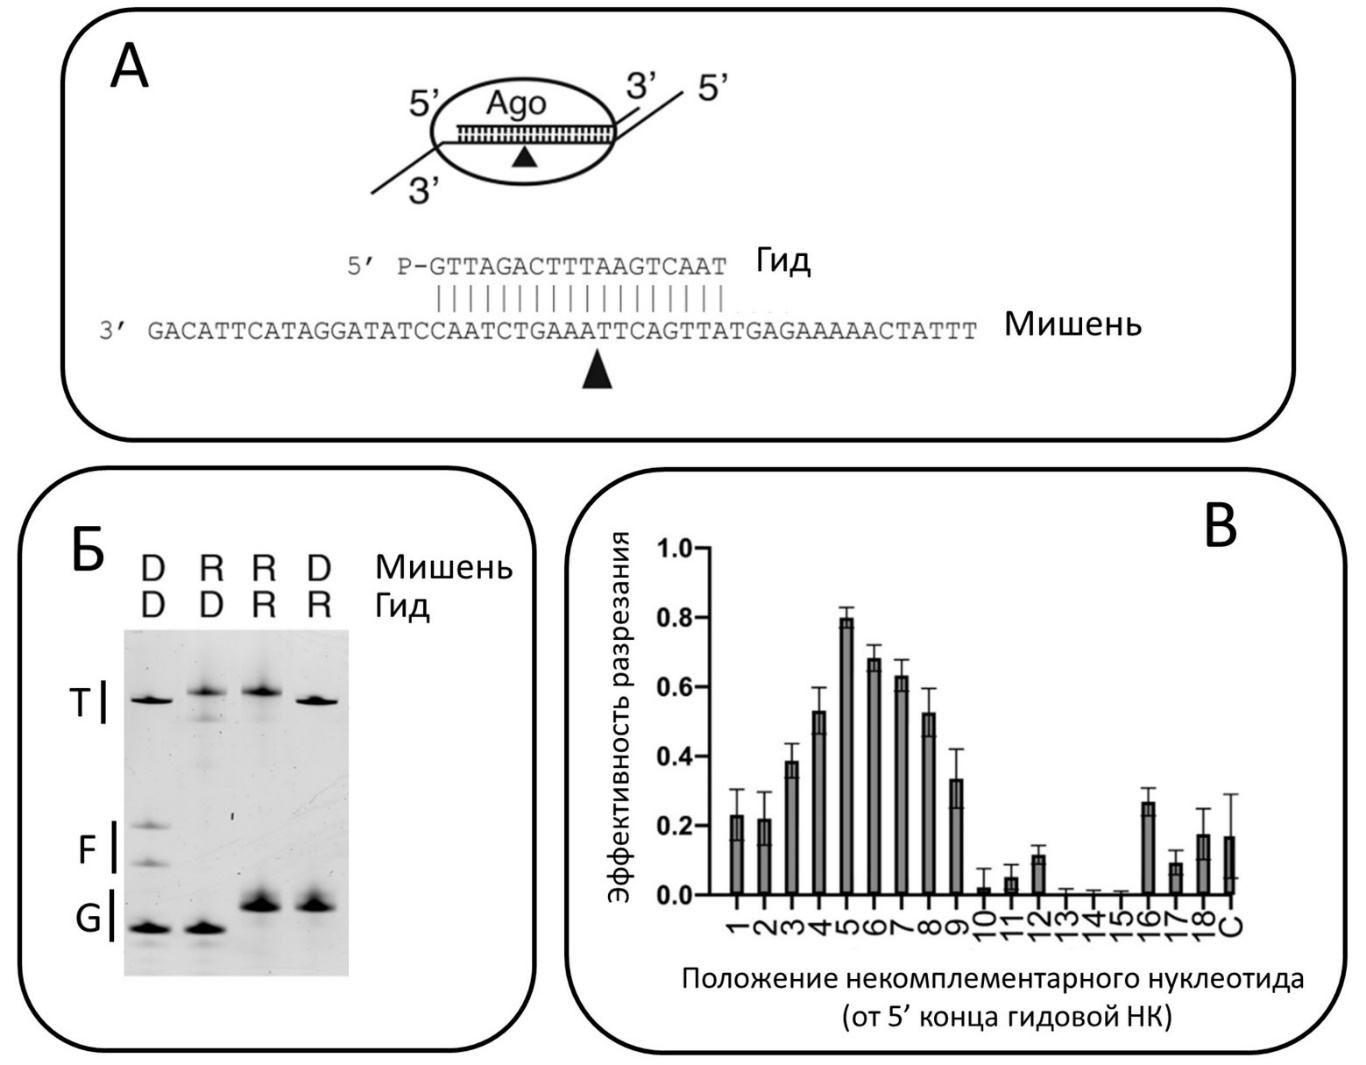 А
5’ Ago 3’ 5’
3’
5’ P-GTTAGACTTTAAGTCAAT Гид
3’ GACATTCATAGGATATCCAATCTGAAATTCAGTTATGAGAAAAACTATTT Мишень
Б
D R R D Мишень
D D R R Гид
T
F
G
В
Эффективность разрезания
1.0
0.8
0.6
0.4
0.2
0.0
1 2 3 4 5 6 7 8 9 10 11 12 13 14 15 16 17 18 C
Положение некомплементарного нуклеотида
(от 5’ конца гидовой НК)